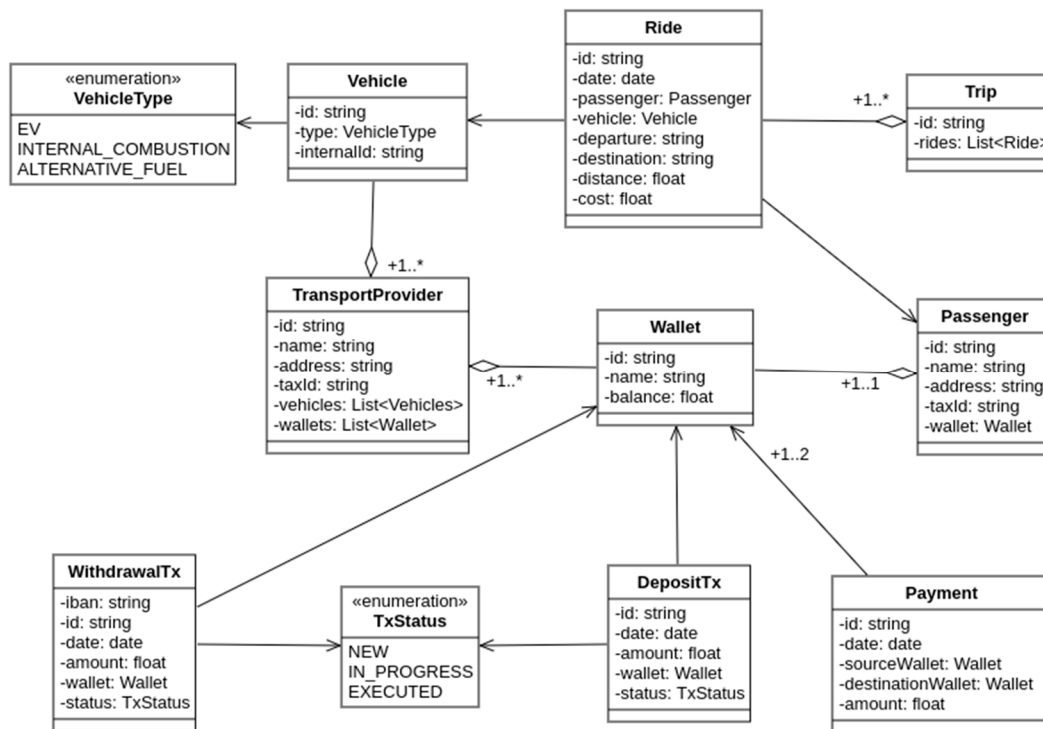 «enumeration»
VehicleType
EV
INTERNAL_COMBUSTION
ALTERNATIVE_FUEL
Vehicle
-id: string
-type: VehicleType
-internalId: string
Ride
-id: string
-date: date
-passenger: Passenger
-vehicle: Vehicle
-departure: string
-destination: string
-distance: float
-cost: float
+1..*
Trip
-id: string
-rides: List<Ride>
+1..*
TransportProvider
-id: string
-name: string
-address: string
-taxId: string
-vehicles: List<Vehicles>
-wallets: List<Wallet>
+1..*
Wallet
-id: string
-name: string
-balance: float
+1..1
Passenger
-id: string
-name: string
-address: string
-taxId: string
-wallet: Wallet
+1..2
WithdrawalTx
-iban: string
-id: string
-date: date
-amount: float
-wallet: Wallet
-status: TxStatus
«enumeration»
TxStatus
NEW
IN_PROGRESS
EXECUTED
DepositTx
-id: string
-date: date
-amount: float
-wallet: Wallet
-status: TxStatus
Payment
-id: string
-date: date
-sourceWallet: Wallet
-destinationWallet: Wallet
-amount: float